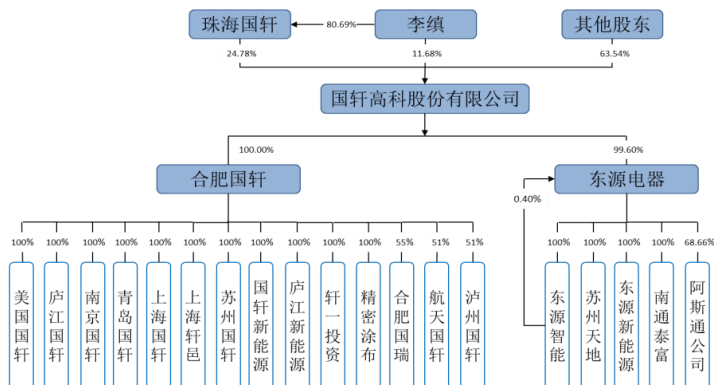 珠海国轩
80.69%
李缜
其他股东
24.78%
11.68%
63.54%
国轩高科股份有限公司
100.00%
99.60%
合肥国轩
东源电器
0.40%
100%
100%
100%
100%
100%
100%
100%
100%
100%
100%
100%
55%
51%
51%
100%
100%
100%
100%
68.66%
美国国轩
庐江国轩
南京国轩
青岛国轩
上海国轩
上海轩邑
苏州国轩
国轩新能源
庐江新能源
轩一投资
精密涂布
合肥国瑞
航天国轩
泸州国轩
东源智能
苏州天地
东源新能源
南通泰富
阿斯通公司